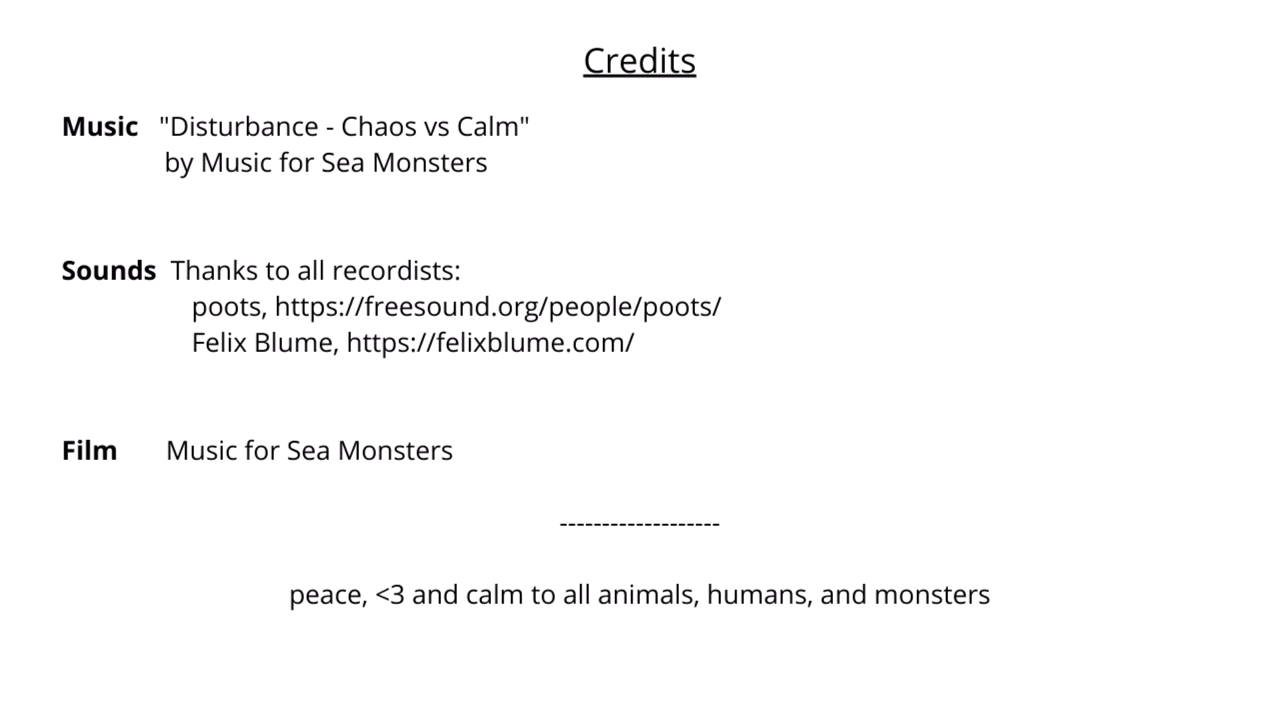 Credits
Music "Disturbance - Chaos vs Calm"
by Music for Sea Monsters
Sounds Thanks to all recordists:
poots, https://freesound.org/people/poots/
Felix Blume, https://felixblume.com/
Film Music for Sea Monsters
-------------------
peace, <3 and calm to all animals, humans, and monsters